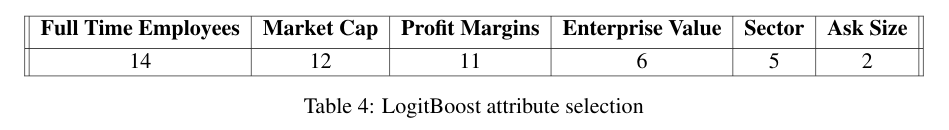 Full Time Employees Market Cap Profit Margins Enterprise Value Sector Ask Size
14 12 11 6 5 2
Table 4: LogitBoost attribute selection